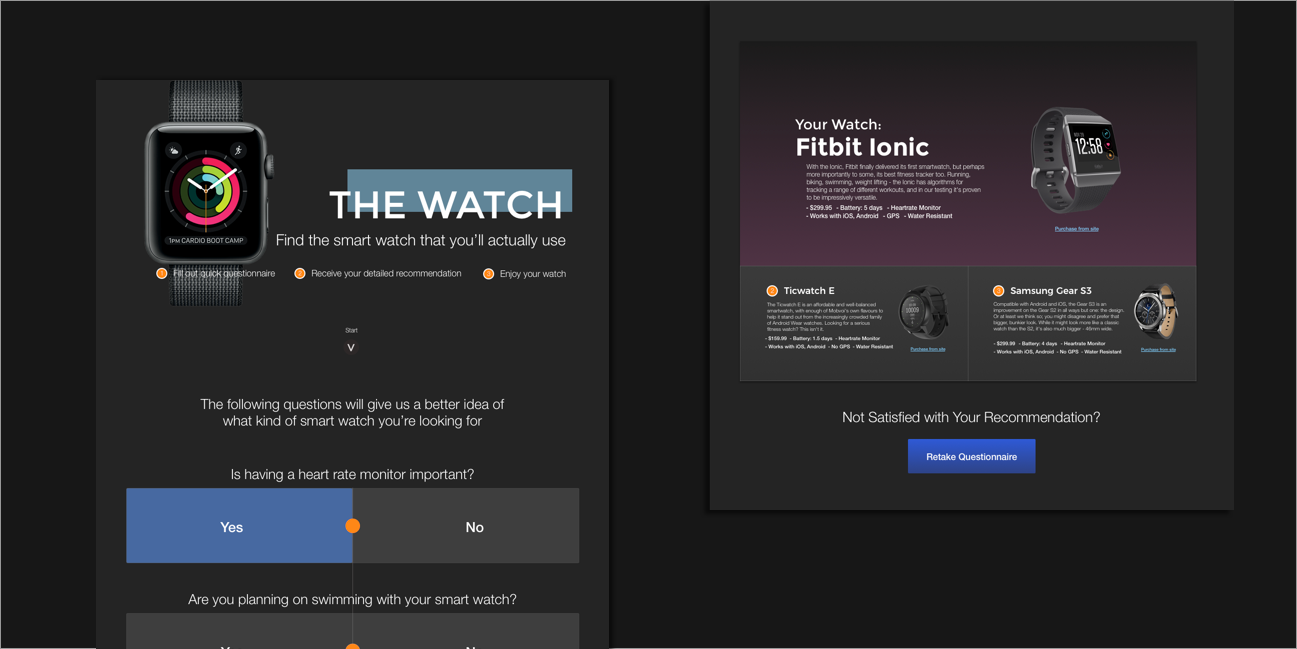 THE WATCH
Find the smart watch that you'll actually use
1PM CARDIO BOOT CAMP
1 Fill out quick questionnaire
2 Receive your detailed recommendation
3 Enjoy your watch
Start
V
The following questions will give us a better idea of
what kind of smart watch you're looking for
Is having a heart rate monitor important?
Yes
No
Are you planning on swimming with your smart watch?
Your Watch:
Fitbit Ionic
With the Ionic, Fitbit finally delivered its first smartwatch, but perhaps
more importantly to some, its best fitness tracker too. Running,
biking, swimming, weight lifting - the Ionic has algorithms for
tracking a range of different workouts, and in our testing it's proven
to be impressively versatile.
- $299.95 - Battery: 5 days - Heartrate Monitor
- Works with iOS, Android - GPS - Water Resistant
12:58
Purchase from site
2 Ticwatch E
The Ticwatch E is an affordable and well-balanced
smartwatch, with enough of Mobvoi's own flavours to
help it stand out from the increasingly crowded family
of Android Wear watches. Looking for a serious
fitness watch? This isn't it.
- $159.99 - Battery: 1.5 days - Heartrate Monitor
- Works with iOS, Android - No GPS - Water Resistant
Purchase from site
3 Samsung Gear S3
Compatible with Android and iOS, the Gear S3 is an
improvement on the Gear S2 in all ways but one: the design.
Or at least we think so; you might disagree and prefer that
bigger, bunkier look. While it might look more like a classic
watch than the S2, it's also much bigger - 46mm wide.
- $299.99 - Battery: 4 days - Heartrate Monitor
- Works with iOS, Android - No GPS - Water Resistant
Purchase from site
Not Satisfied with Your Recommendation?
Retake Questionnaire